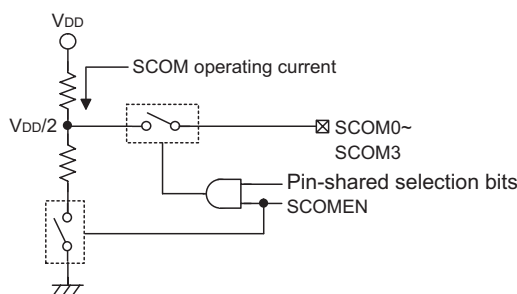 VDD
SCOM operating current
VDD/2
SCOM0~
SCOM3
Pin-shared selection bits
SCOMEN